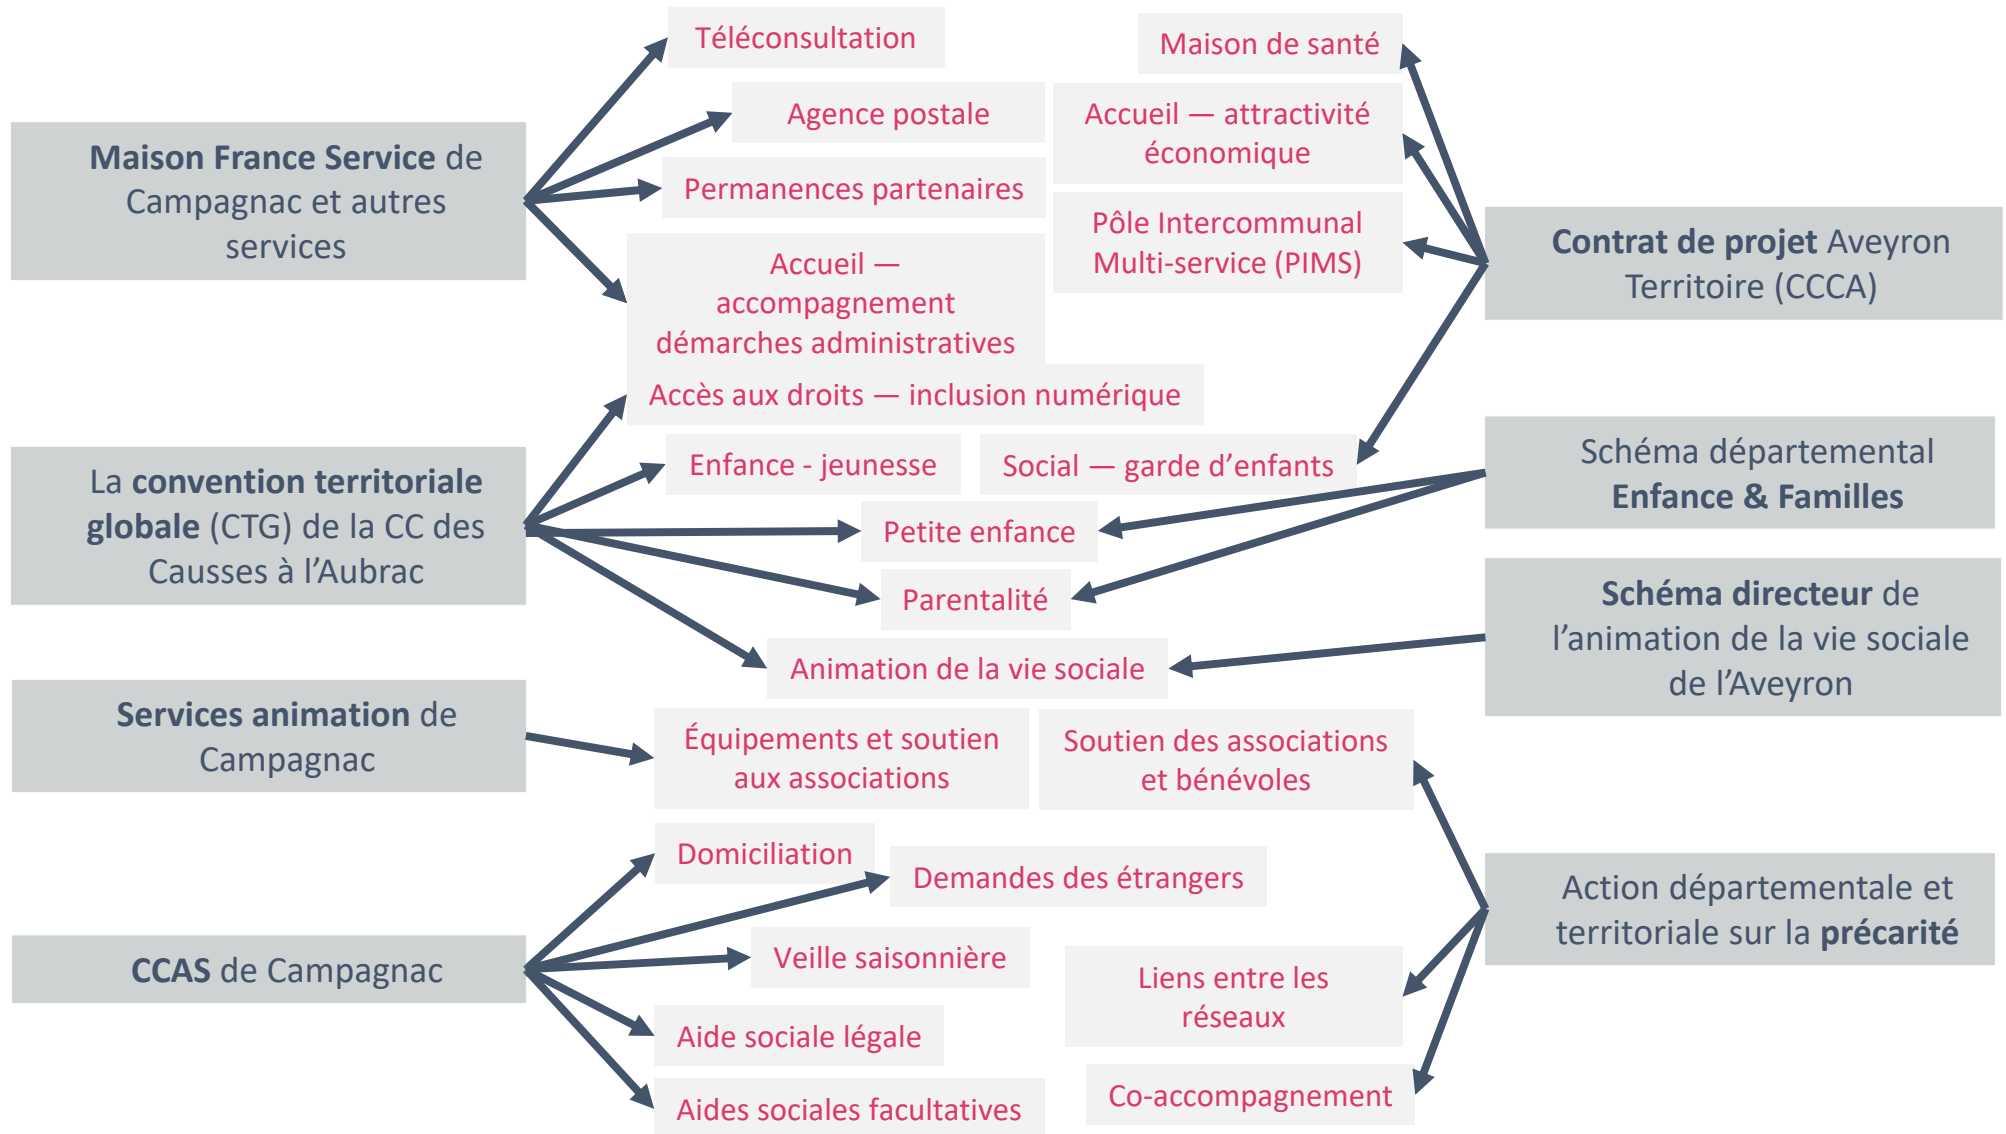 Téléconsultation
Maison de santé
Agence postale
Accueil — attractivité
économique
Maison France Service de
Campagnac et autres
services
Permanences partenaires
Pôle Intercommunal
Multi-service (PIMS)
Contrat de projet Aveyron
Territoire (CCCA)
Accueil —
accompagnement
démarches administratives
Accès aux droits — inclusion numérique
La convention territoriale
globale (CTG) de la CC des
Causses à l’Aubrac
Enfance - jeunesse
Social — garde d’enfants
Schéma départemental
Enfance & Familles
Petite enfance
Parentalité
Schéma directeur de
l’animation de la vie sociale
de l’Aveyron
Animation de la vie sociale
Services animation de
Campagnac
Équipements et soutien
aux associations
Soutien des associations
et bénévoles
Domiciliation
Demandes des étrangers
Action départementale et
territoriale sur la précarité
CCAS de Campagnac
Veille saisonnière
Liens entre les
réseaux
Aide sociale légale
Co-accompagnement
Aides sociales facultatives